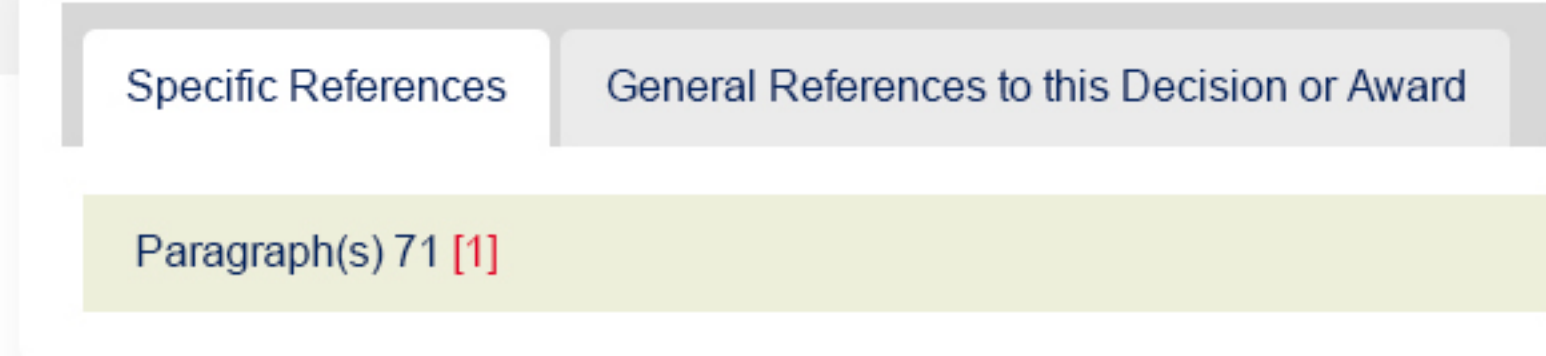 Specific References
General References to this Decision or Award
Paragraph(s) 71 [1]